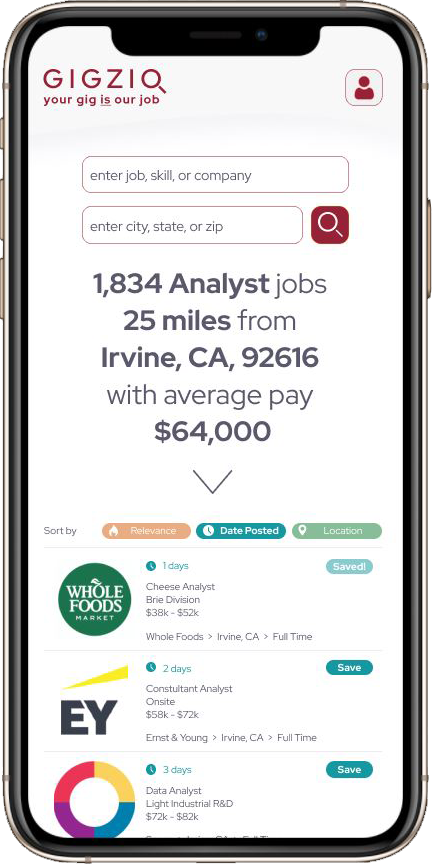 GIGZIO
your gig is our job
enter job, skill, or company
enter city, state, or zip
1,834 Analyst jobs
25 miles from
Irvine, CA, 92616
with average pay
$64,000
Sort by Relevance Date Posted Location
1 days Saved!
WHOLE
FOODS
MARKET
Cheese Analyst
Brie Division
$38k - $52k
Whole Foods > Irvine, CA > Full Time
2 days Save
EY
Constultant Analyst
Onsite
$58k - $72k
Ernst & Young > Irvine, CA > Full Time
3 days Save
Data Analyst
Light Industrial R&D
$72k - $82k